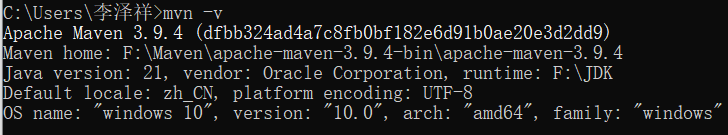 C:\Users\李泽祥>mvn -v
Apache Maven 3.9.4 (dfbb324ad4a7c8fb0bf182e6d91b0ae20e3d2dd9)
Maven home: F:\Maven\apache-maven-3.9.4-bin\apache-maven-3.9.4
Java version: 21, vendor: Oracle Corporation, runtime: F:\JDK
Default locale: zh_CN, platform encoding: UTF-8
OS name: "windows 10", version: "10.0", arch: "amd64", family: "windows"